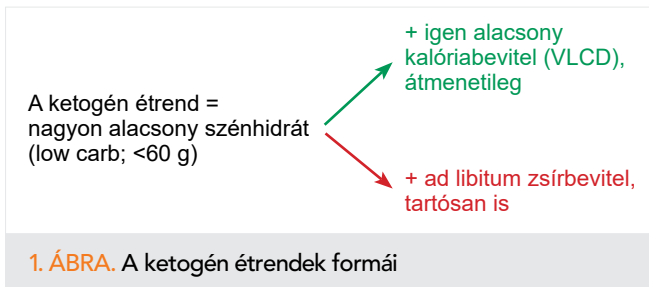 + igen alacsony
kalóriabevitel (VLCD),
átmenetileg
A ketogén étrend =
nagyon alacsony szénhidrát
(low carb; <60 g)
+ ad libitum zsírbevitel,
tartósan is
1. ÁBRA. A ketogén étrendek formái